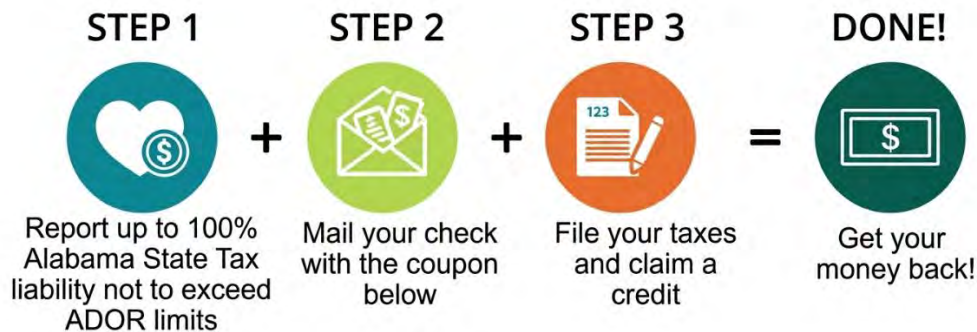 STEP 1
STEP 2
STEP 3
DONE!
$
+
$
+
123
=
$
Report up to 100%
Alabama State Tax
liability not to exceed
ADOR limits
Mail your check
with the coupon
below
File your taxes
and claim a
credit
Get your
money back!